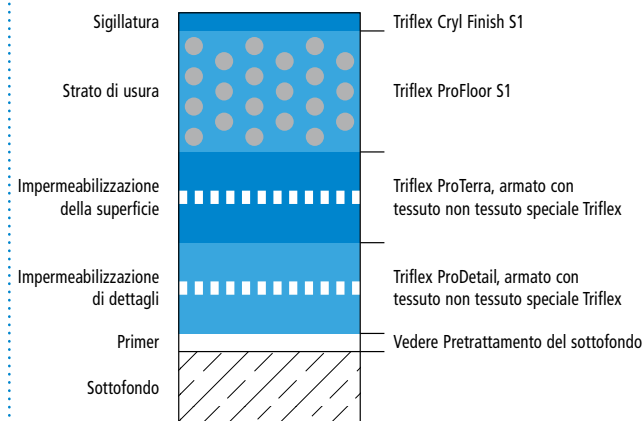 Sigillatura
Triflex Cryl Finish S1
Strato di usura
Triflex ProFloor S1
Impermeabilizzazione
della superficie
Triflex ProTerra, armato con
tessuto non tessuto speciale Triflex
Impermeabilizzazione
di dettagli
Triflex ProDetail, armato con
tessuto non tessuto speciale Triflex
Primer
Vedere Pretrattamento del sottofondo
Sottofondo